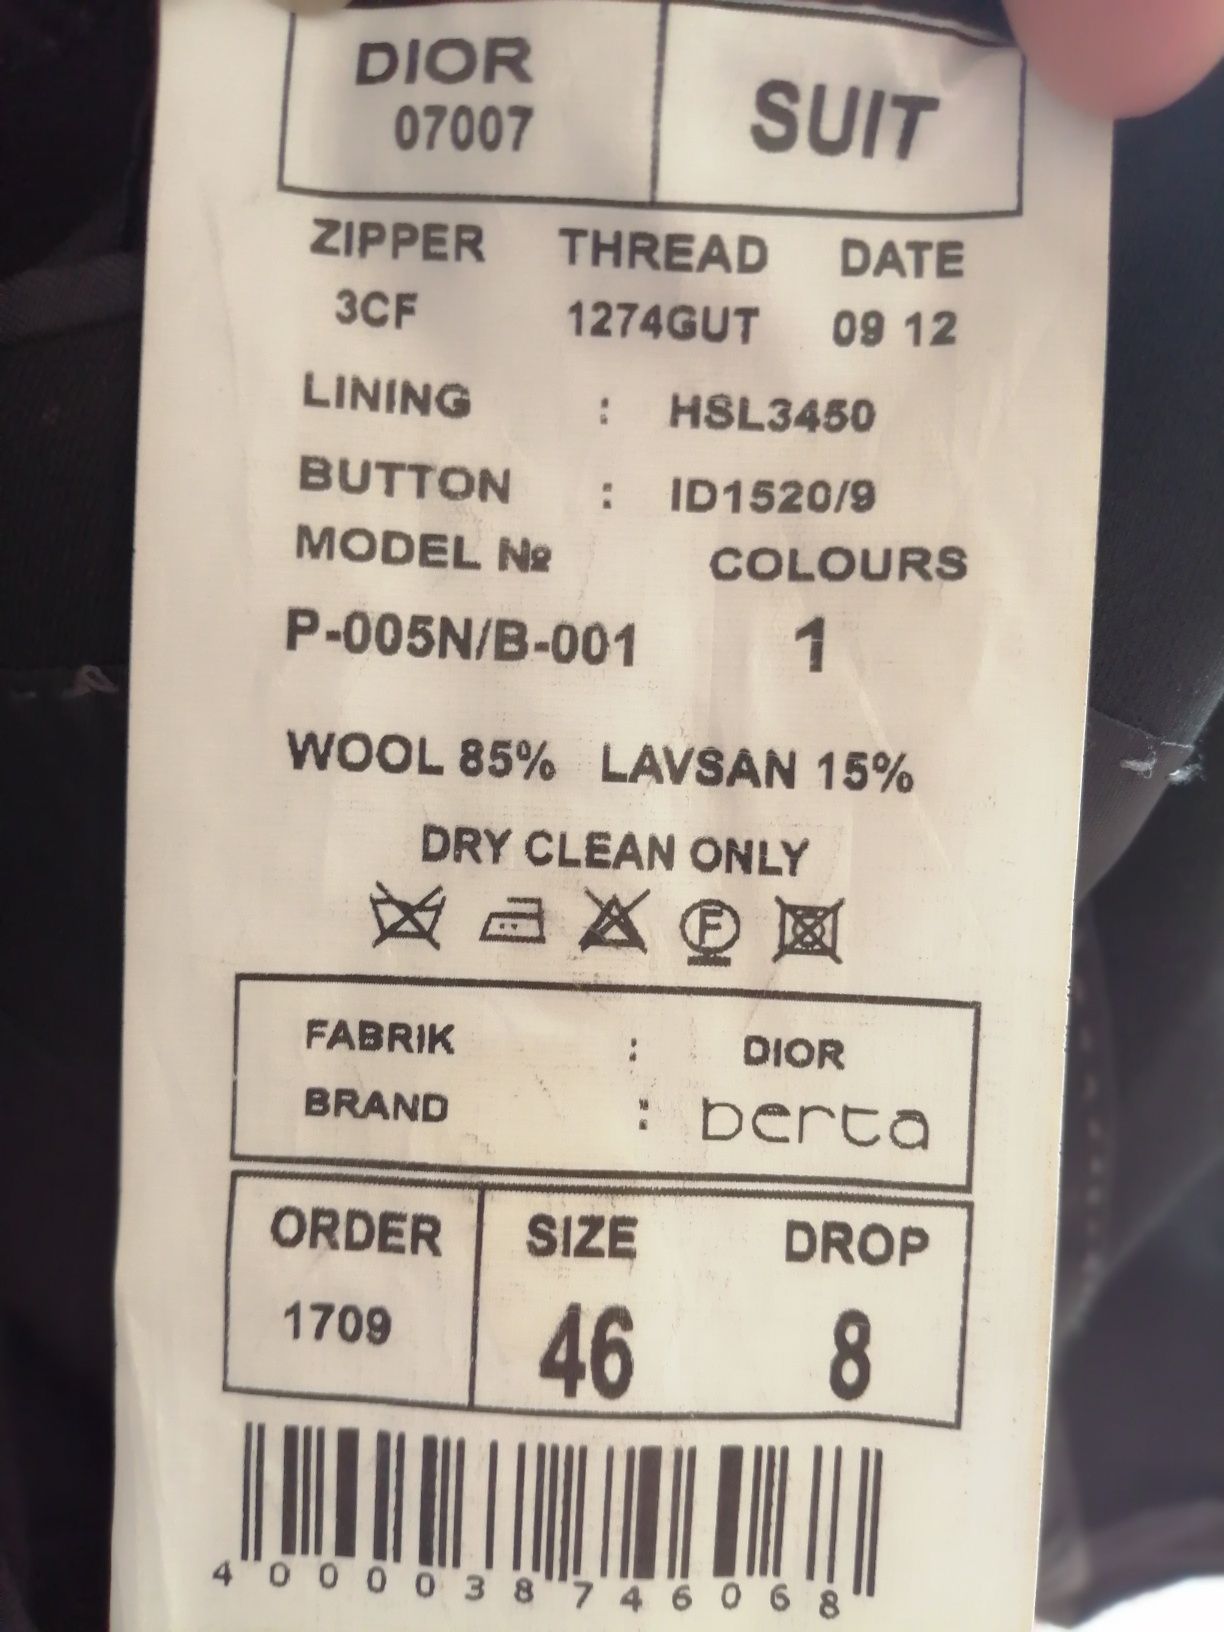 DIOR
07007
SUIT
ZIPPER THREAD DATE
3CF 1274GUT 09 12
LINING : HSL3450
BUTTON : ID1520/9
MODEL № COLOURS
P-005N/B-001 1
WOOL 85% LAVSAN 15%
DRY CLEAN ONLY
F
FABRIK : DIOR
BRAND : berta
ORDER SIZE DROP
1709 46 8
4000038746068